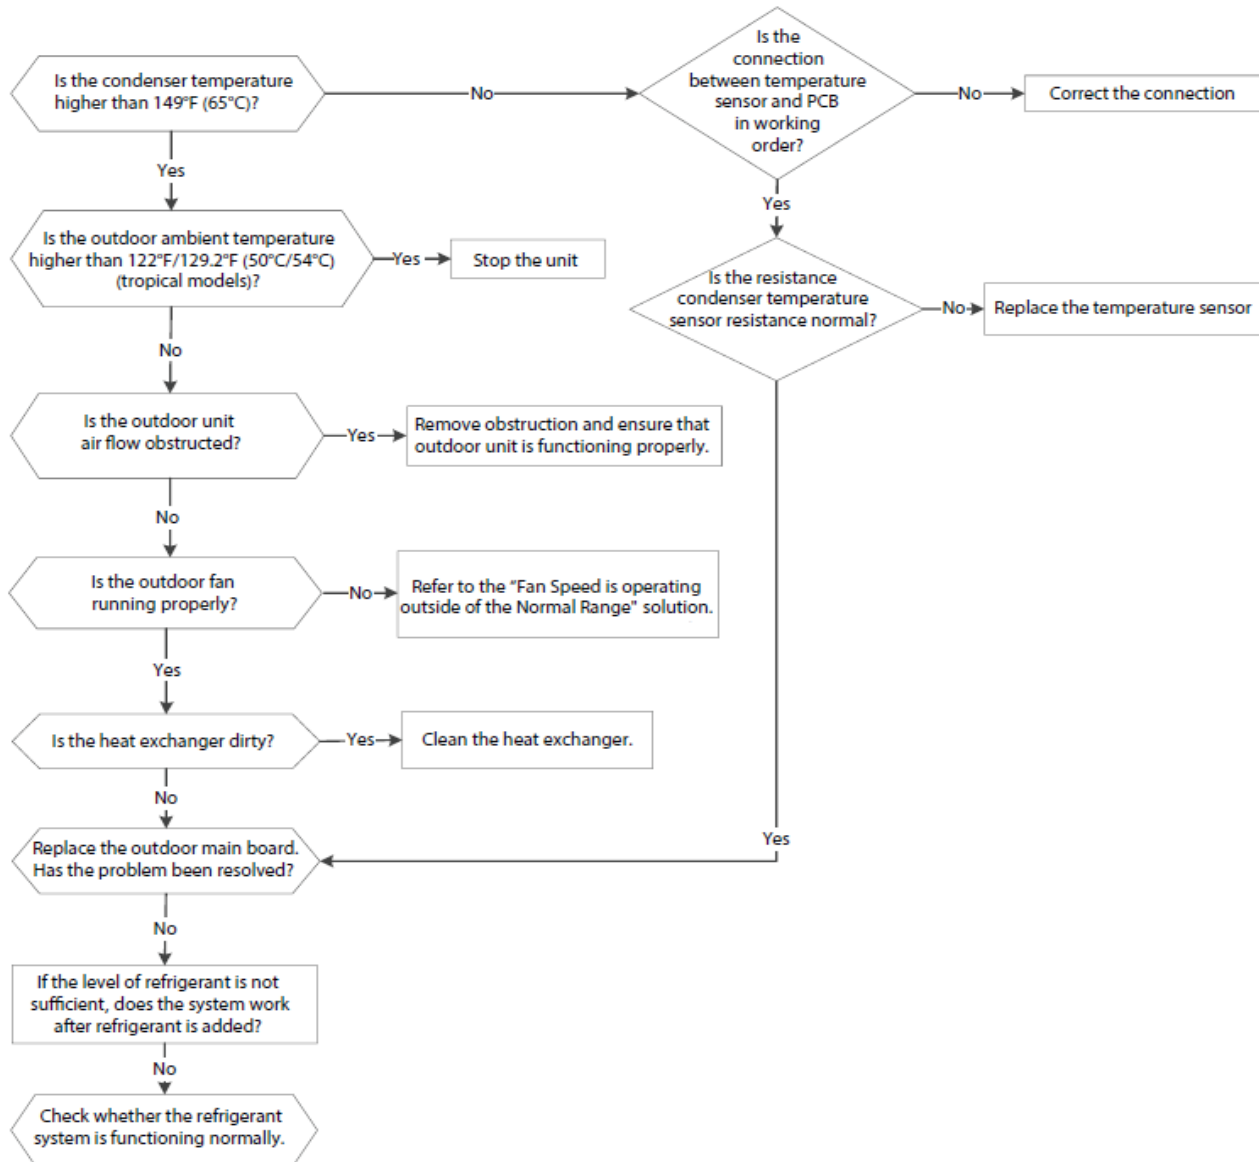 Is the condenser temperature
higher than 149°F (65°C)?
No
Is the
connection
between temperature
sensor and PCB
in working
order?
No
Correct the connection
Yes
Yes
Is the outdoor ambient temperature
higher than 122°F/129.2°F (50°C/54°C)
(tropical models)?
Yes
Stop the unit
Is the resistance
condenser temperature
sensor resistance normal?
No
Replace the temperature sensor
No
Is the outdoor unit
air flow obstructed?
Yes
Remove obstruction and ensure that
outdoor unit is functioning properly.
No
Is the outdoor fan
running properly?
No
Refer to the "Fan Speed is operating
outside of the Normal Range" solution.
Yes
Is the heat exchanger dirty?
Yes
Clean the heat exchanger.
No
Yes
Replace the outdoor main board.
Has the problem been resolved?
No
If the level of refrigerant is not
sufficient, does the system work
after refrigerant is added?
No
Check whether the refrigerant
system is functioning normally.